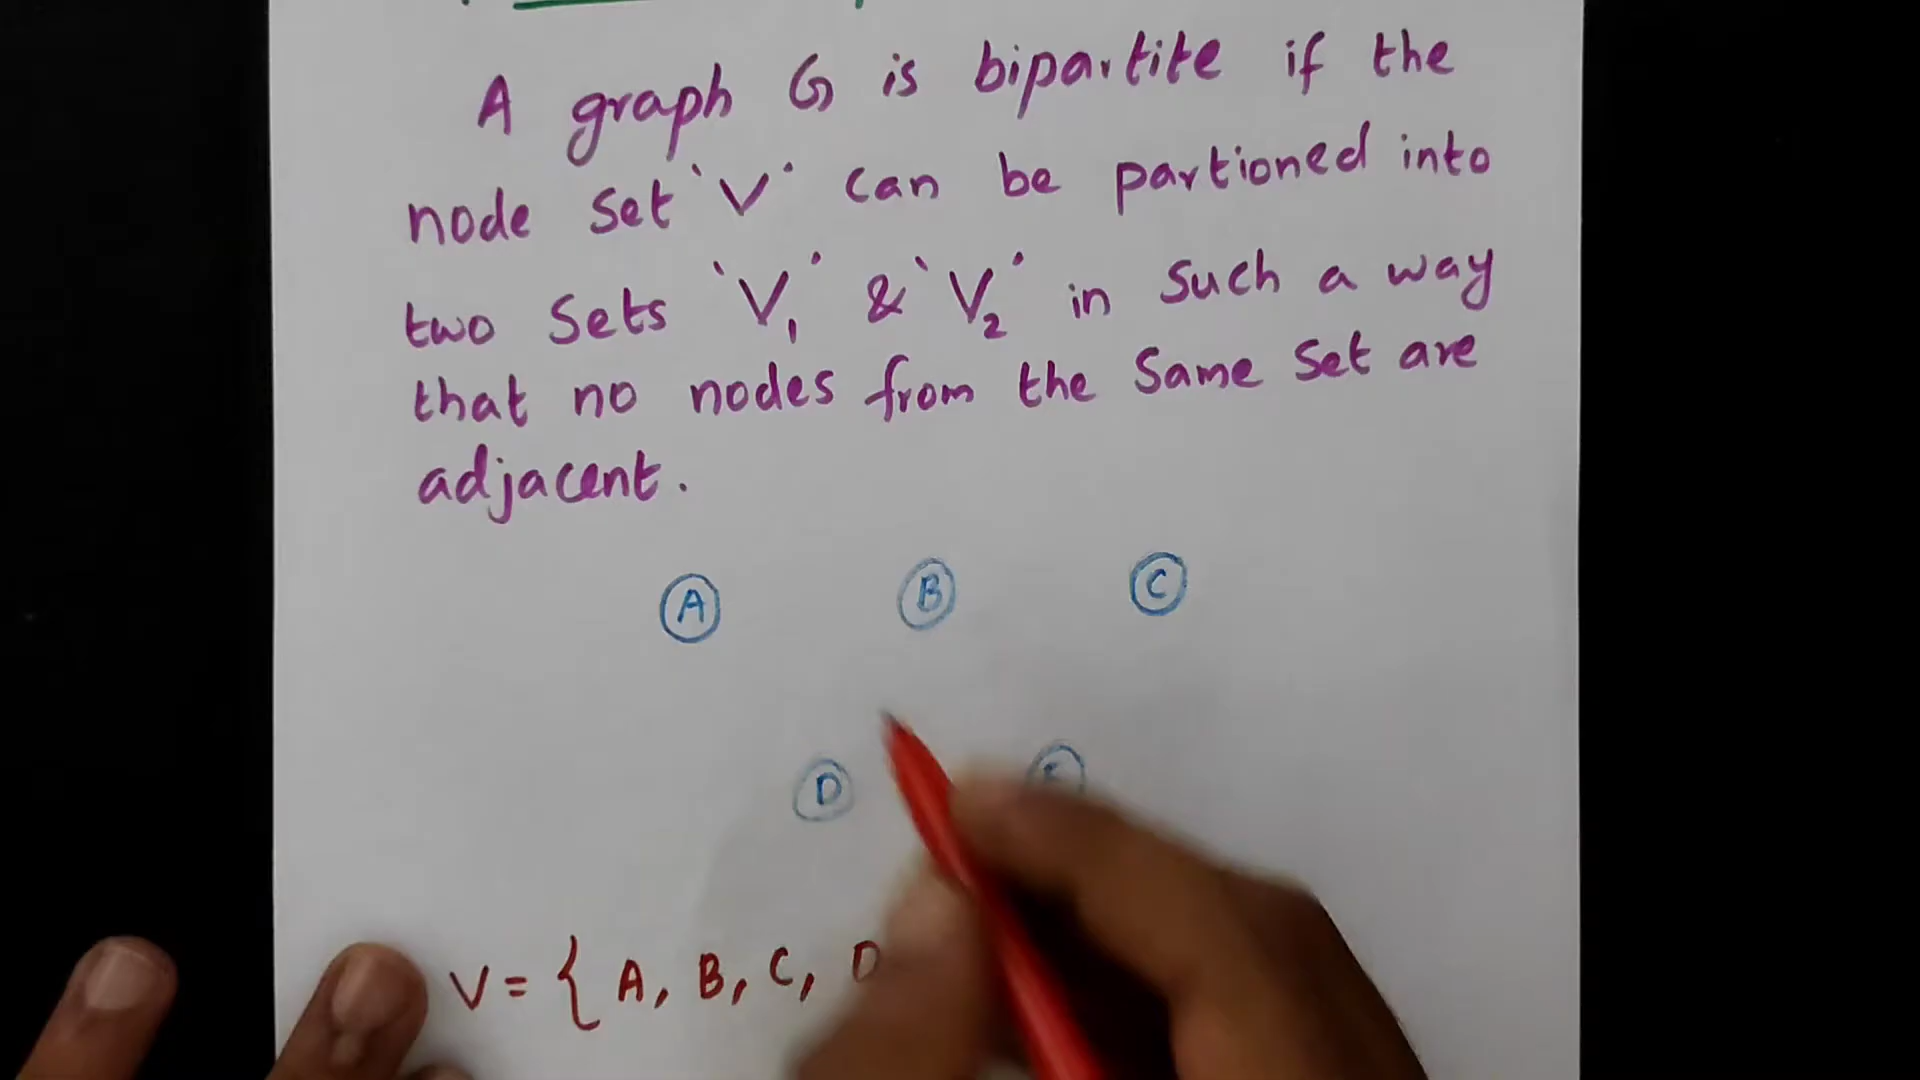 A graph G is bipartite if the
node set 'V' can be partioned into
two sets 'V₁' & 'V₂' in such a way
that no nodes from the same set are
adjacent.
A B C
D
V = { A, B, C, D